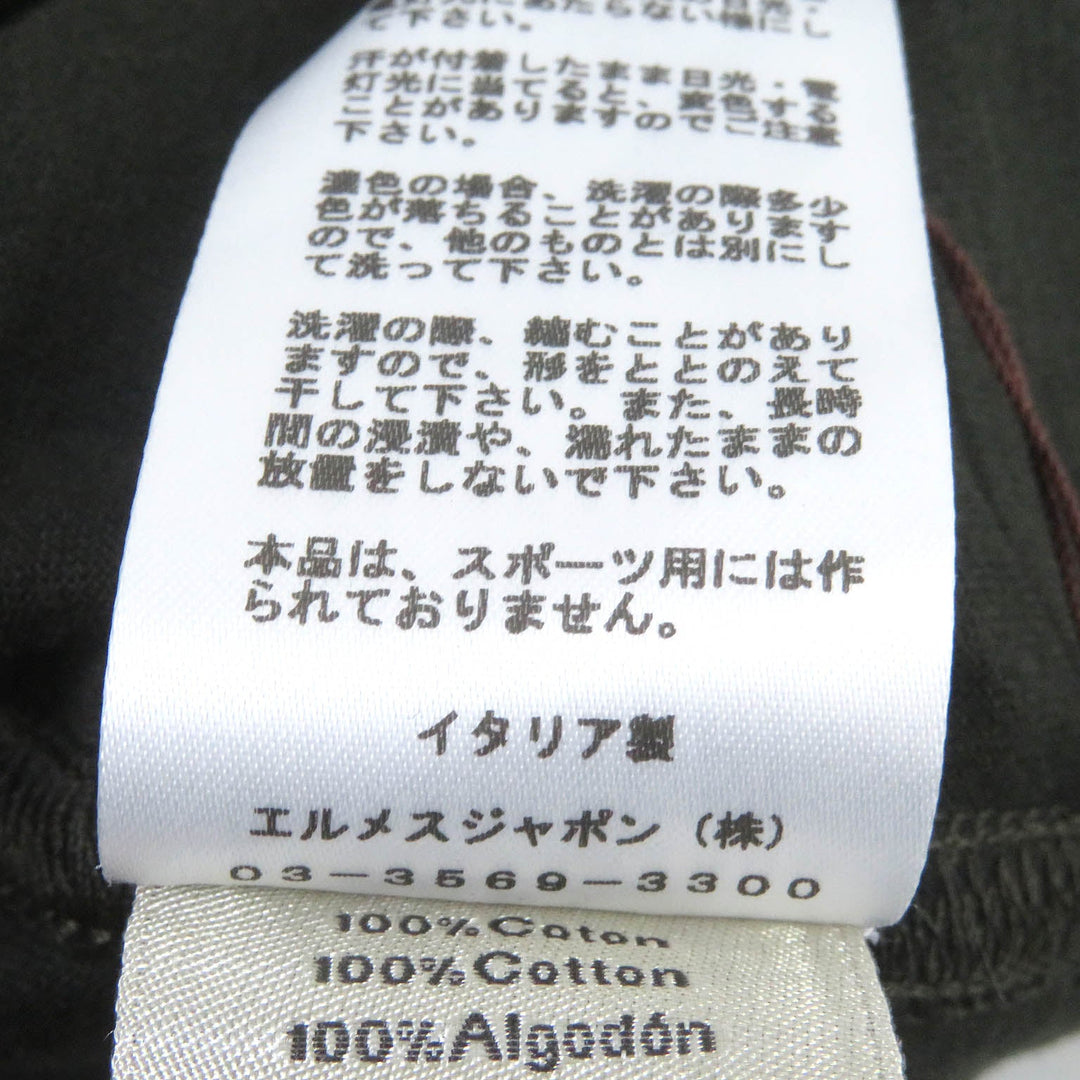 て下さい。
汗が付着したまま、日光・電
灯光に当てると、変色する
ことがありますのでご注意
下さい。
濃色の場合、洗濯の際多少
色が落ちることがあります
ので、他のものとは別にし
て洗って下さい。
洗濯の際、縮むことがあり
ますので、形をととのえて
干して下さい。また、長時
間の浸漬や、濡れたままの
放置をしないで下さい。
本品は、スポーツ用には作
られておりません。
イタリア製
エルメスジャポン（株）
03-3569-3300
100%Coton
100%Cotton
100%Algodón